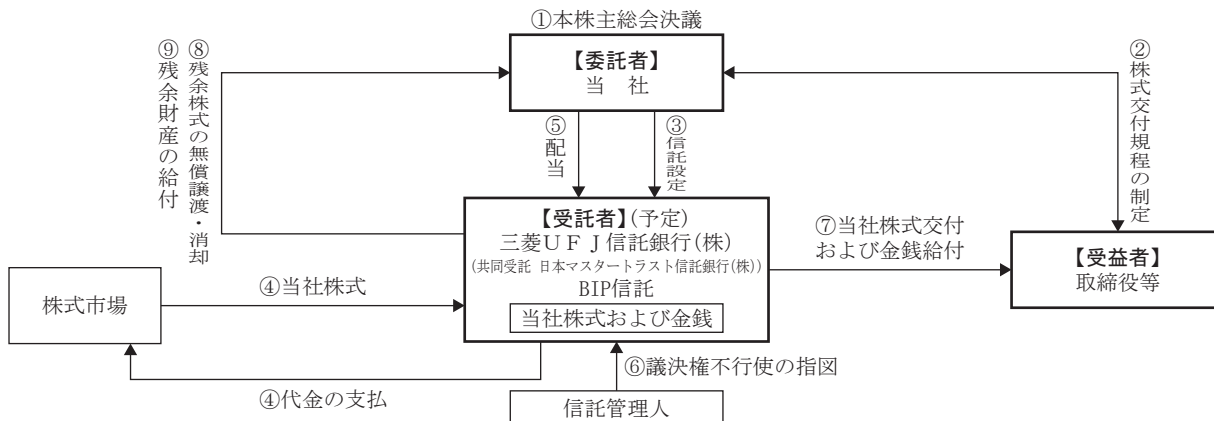 ①本株主総会決議
【委託者】
当　社
⑨残余財産の給付
⑧残余株式の無償譲渡・消却
⑤配当
③信託設定
②株式交付規程の制定
【受託者】(予定)
三菱ＵＦＪ信託銀行(株)
(共同受託 日本マスタートラスト信託銀行(株))
BIP信託
当社株式および金銭
⑦当社株式交付
および金銭給付
【受益者】
取締役等
株式市場
④当社株式
④代金の支払
⑥議決権不行使の指図
信託管理人